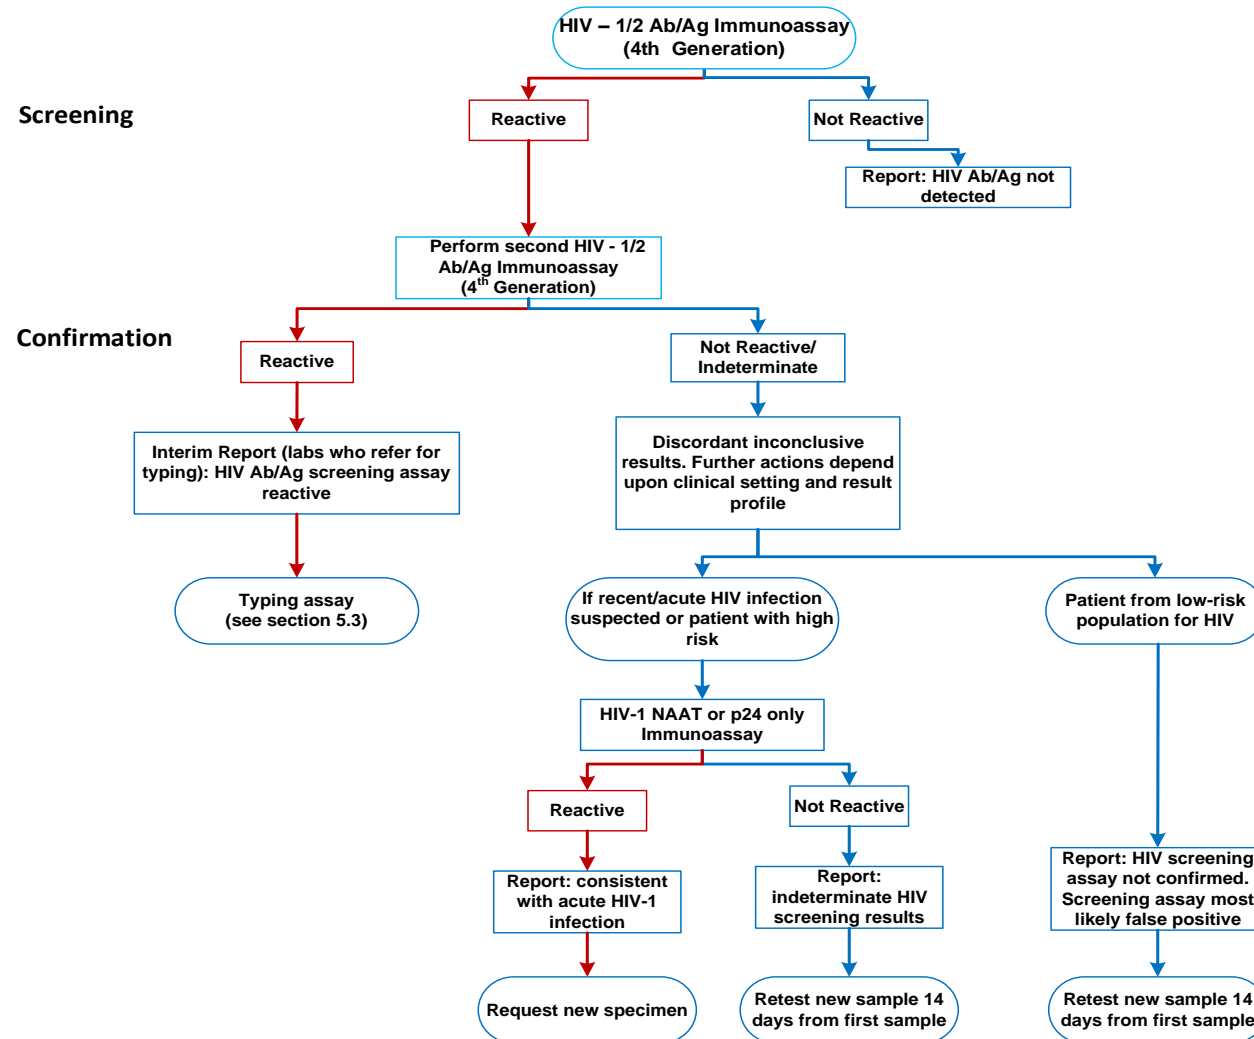 HIV – 1/2 Ab/Ag Immunoassay
(4th  Generation)
Screening
Reactive
Not Reactive
Report: HIV Ab/Ag not
detected
Perform second HIV - 1/2
Ab/Ag Immunoassay
(4th Generation)
Confirmation
Reactive
Not Reactive/
Indeterminate
Interim Report (labs who refer for
typing): HIV Ab/Ag screening assay
reactive
Discordant inconclusive
results. Further actions depend
upon clinical setting and result
profile
Typing assay
(see section 5.3)
If recent/acute HIV infection
suspected or patient with high
risk
Patient from low-risk
population for HIV
HIV-1 NAAT or p24 only
Immunoassay
Reactive
Not Reactive
Report: consistent
with acute HIV-1
infection
Report:
indeterminate HIV
screening results
Report: HIV screening
assay not confirmed.
Screening assay most
likely false positive
Request new specimen
Retest new sample 14
days from first sample
Retest new sample 14
days from first sample